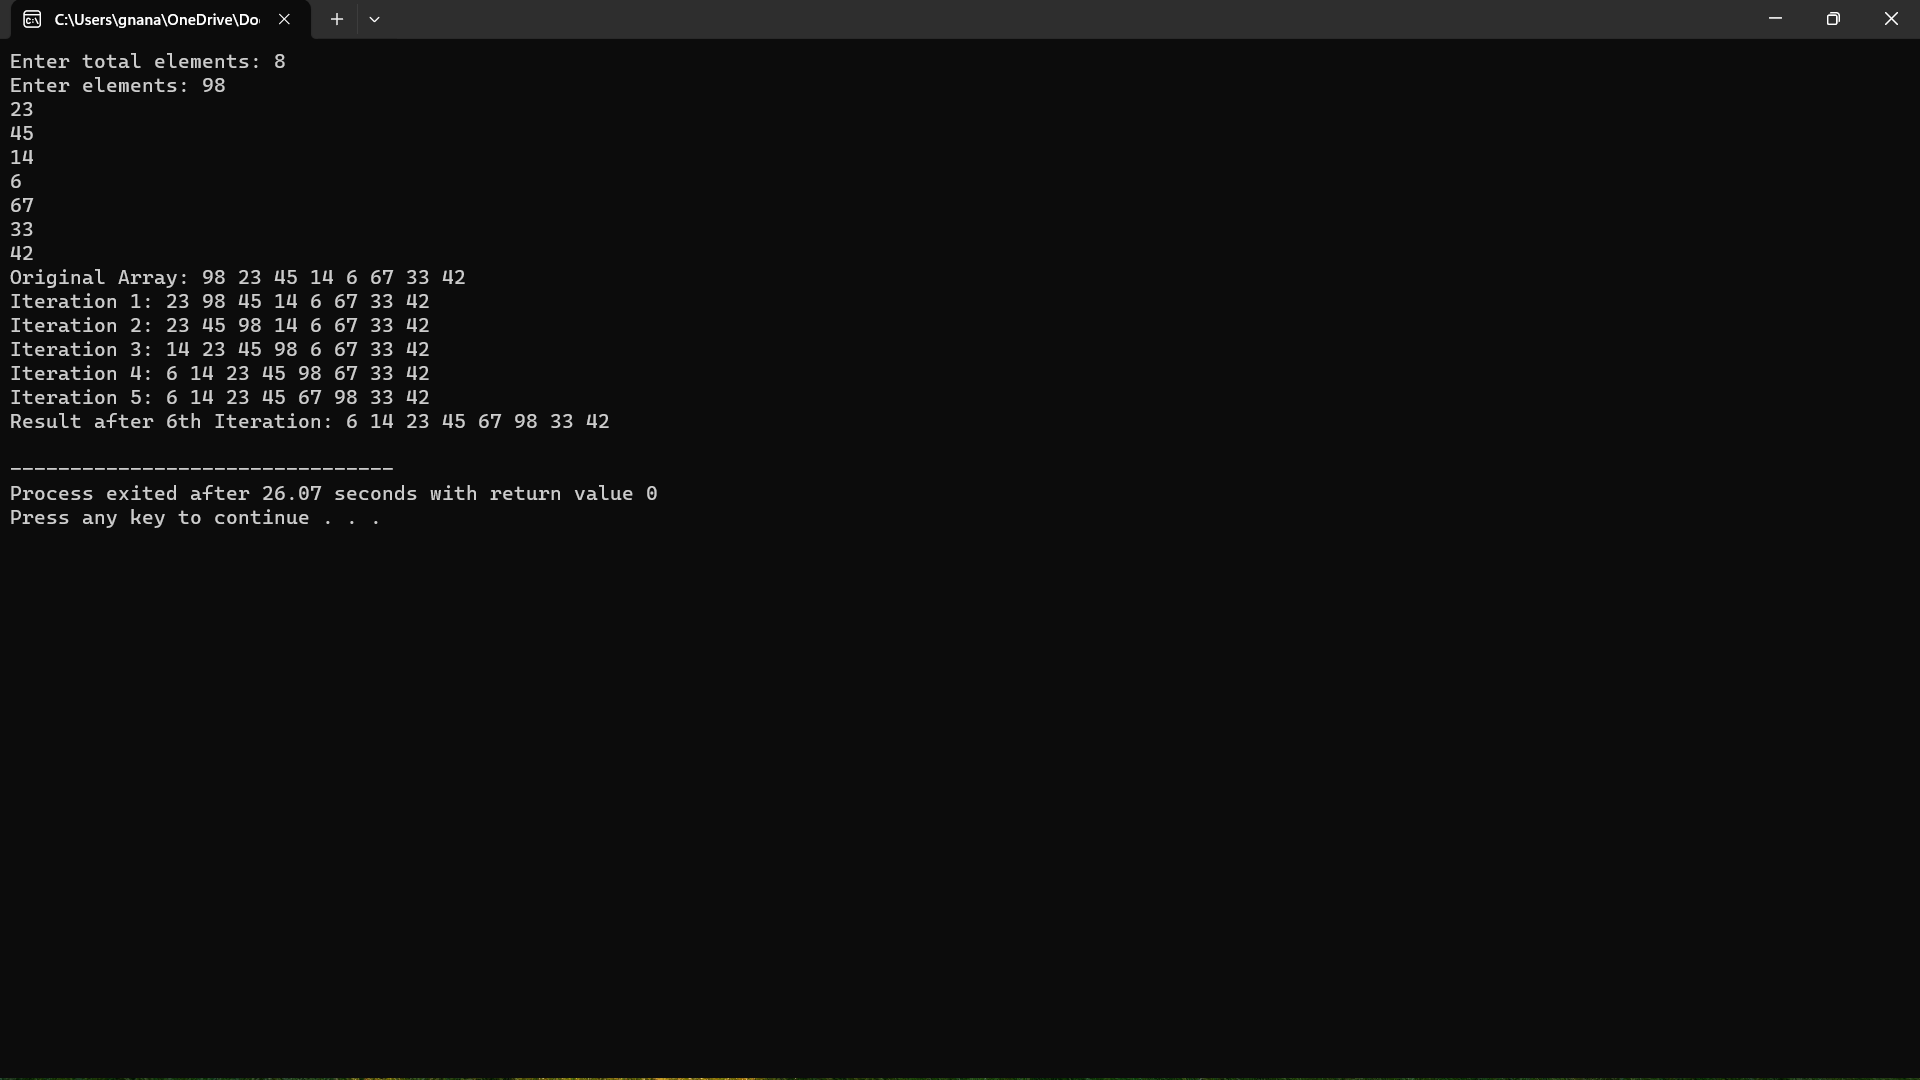 C:\Users\gnana\OneDrive\Do
Enter total elements: 8
Enter elements: 98
23
45
14
6
67
33
42
Original Array: 98 23 45 14 6 67 33 42
Iteration 1: 23 98 45 14 6 67 33 42
Iteration 2: 23 45 98 14 6 67 33 42
Iteration 3: 14 23 45 98 6 67 33 42
Iteration 4: 6 14 23 45 98 67 33 42
Iteration 5: 6 14 23 45 67 98 33 42
Result after 6th Iteration: 6 14 23 45 67 98 33 42
--------------------------------
Process exited after 26.07 seconds with return value 0
Press any key to continue . . .